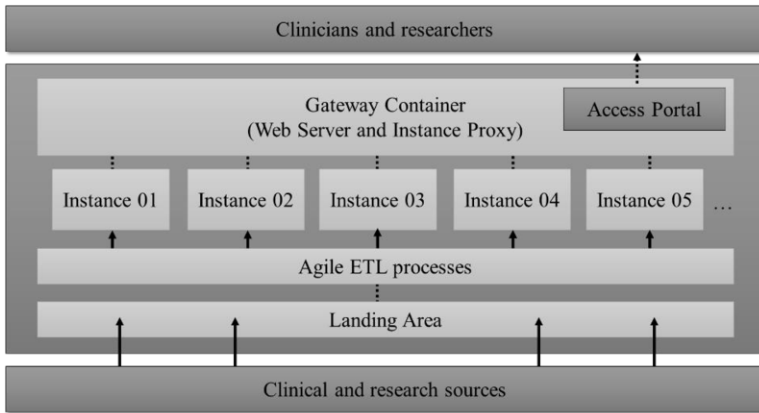 Clinicians and researchers
Gateway Container
(Web Server and Instance Proxy)
Access Portal
Instance 01
Instance 02
Instance 03
Instance 04
Instance 05
...
Agile ETL processes
Landing Area
Clinical and research sources